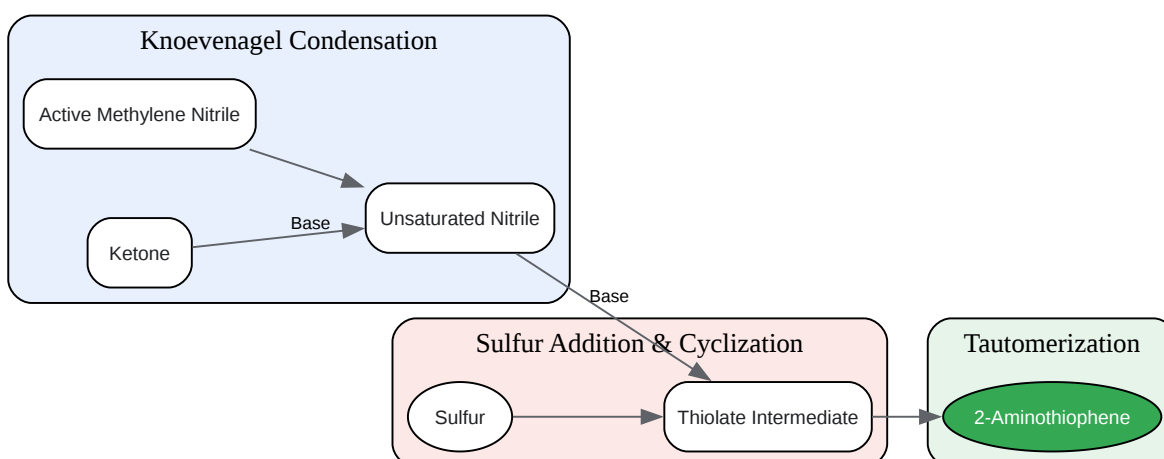 Knoevenagel Condensation
Active Methylene Nitrile
Ketone
Base
Unsaturated Nitrile
Base
Sulfur Addition & Cyclization
Sulfur
Thiolate Intermediate
Tautomerization
2-Aminothiophene